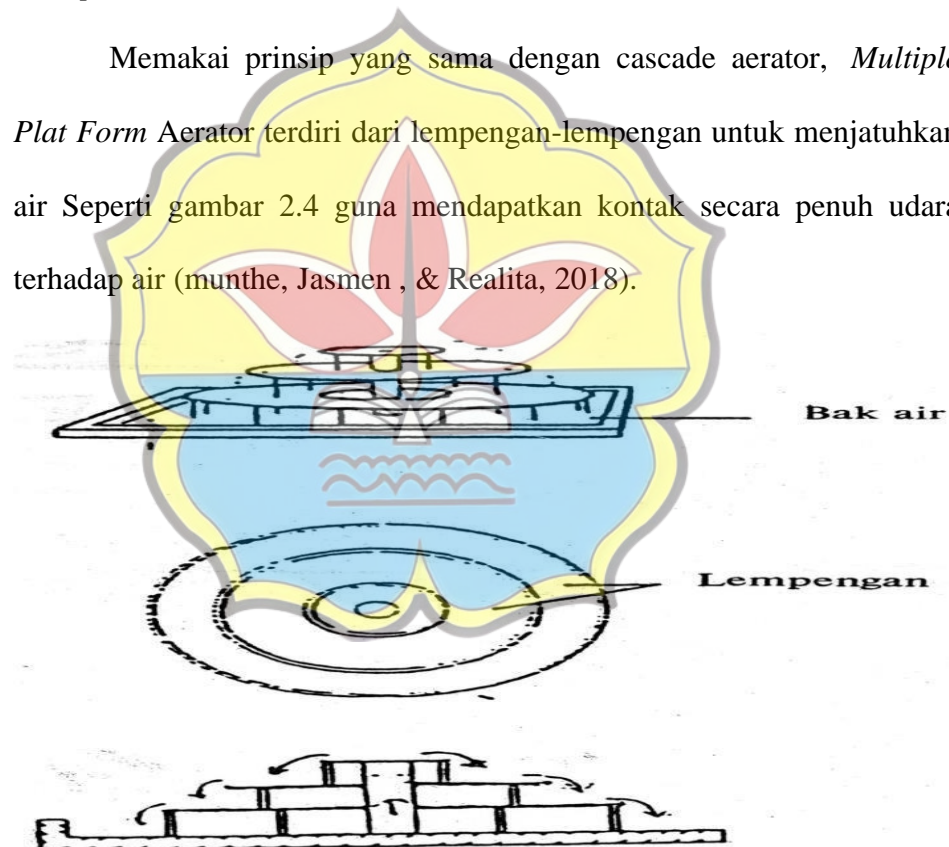 Memakai prinsip yang sama dengan cascade aerator, Multiple
Plat Form Aerator terdiri dari lempengan-lempengan untuk menjatuhkan
air Seperti gambar 2.4 guna mendapatkan kontak secara penuh udara
terhadap air (munthe, Jasmen , & Realita, 2018).
Bak air
Lempengan